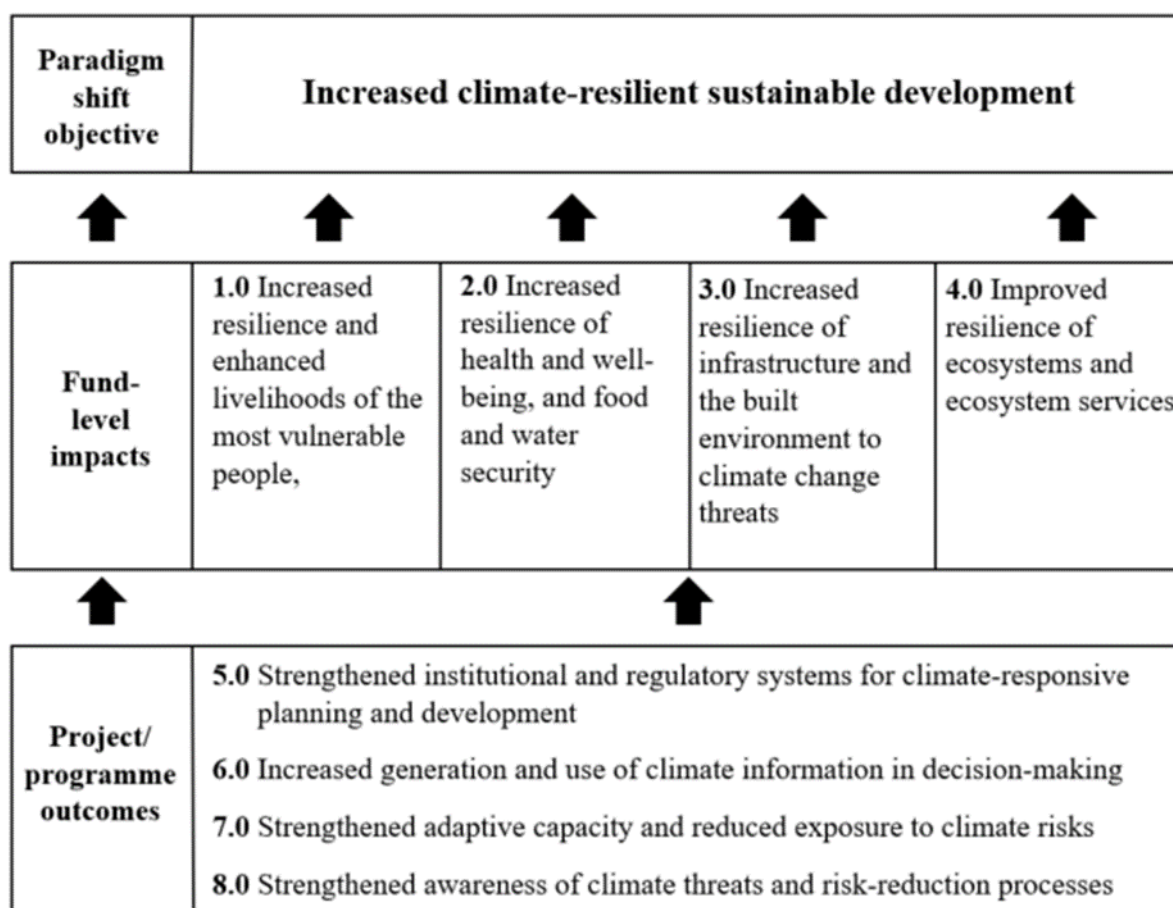 Paradigm
shift
objective
Increased climate-resilient sustainable development
Fund-
level
impacts
1.0 Increased
resilience and
enhanced
livelihoods of the
most vulnerable
people,
2.0 Increased
resilience of
health and well-
being, and food
and water
security
3.0 Increased
resilience of
infrastructure and
the built
environment to
climate change
threats
4.0 Improved
resilience of
ecosystems and
ecosystem services
Project/
programme
outcomes
5.0 Strengthened institutional and regulatory systems for climate-responsive
planning and development
6.0 Increased generation and use of climate information in decision-making
7.0 Strengthened adaptive capacity and reduced exposure to climate risks
8.0 Strengthened awareness of climate threats and risk-reduction processes